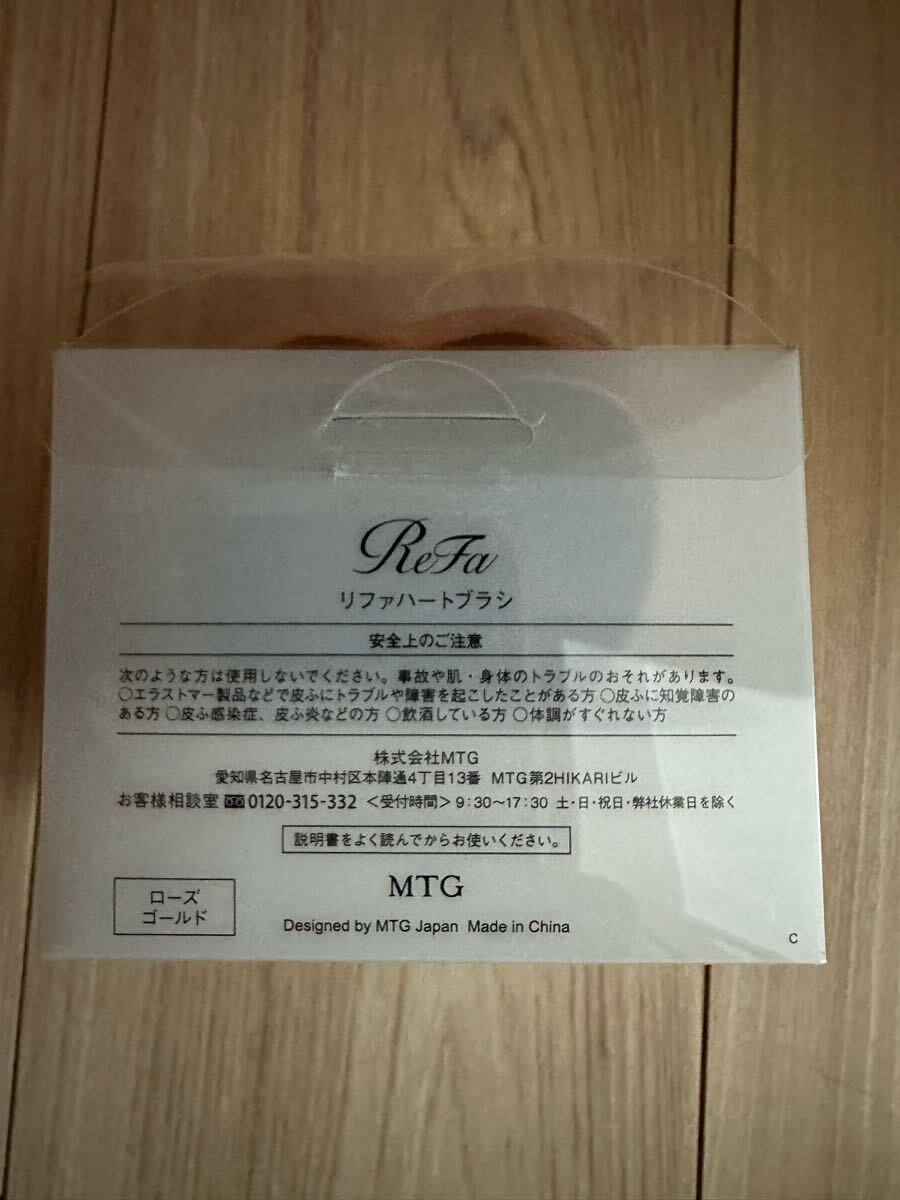 ReFa
リファハートブラシ
安全上のご注意
次のような方は使用しないでください。事故や肌・身体のトラブルのおそれがあります。
○エラストマー製品などで皮ふにトラブルや障害を起こしたことがある方 ○皮ふに知覚障害の
ある方 ○皮ふ感染症、皮ふ炎などの方 ○飲酒している方 ○体調がすぐれない方
株式会社MTG
愛知県名古屋市中村区本陣通4丁目13番 MTG第2HIKARIビル
お客様相談室 0120-315-332 <受付時間> 9:30~17:30 土・日・祝日・弊社休業日を除く
説明書をよく読んでからお使いください。
MTG
ローズ
ゴールド
Designed by MTG Japan Made in China
C